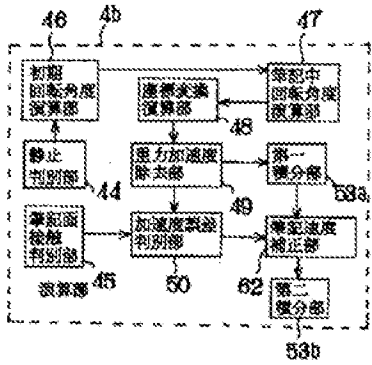 46
4b
47
初期
回転角度
演算部
座標変換
演算部
48
筆記中
回転角度
演算部
静止
判別部
44
重力加速度
除去部
49
第一
積分部
53a
筆記面
接触
判別部
45
加速度誤差
判別部
50
筆記速度
補正部
62
演算部
第二
積分部
53b